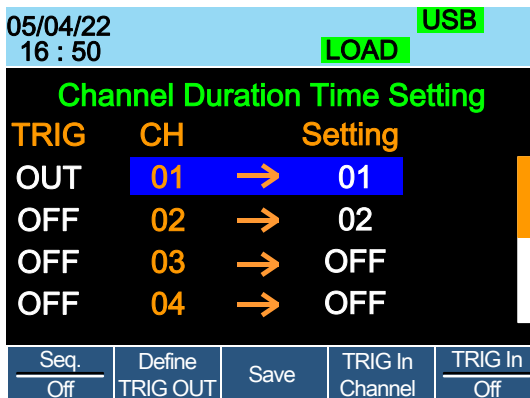 05/04/22 USB
16 : 50 LOAD
Channel Duration Time Setting
TRIG CH Setting
OUT 01 → 01
OFF 02 → 02
OFF 03 → OFF
OFF 04 → OFF
Seq. Define Save TRIG In TRIG In
Off TRIG OUT Channel Off